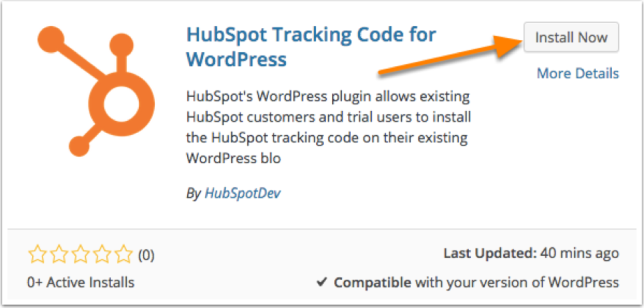 HubSpot Tracking Code for
WordPress
Install Now
More Details
HubSpot's WordPress plugin allows existing
HubSpot customers and trial users to install
the HubSpot tracking code on their existing
WordPress blo
By HubSpotDev
(0)
Last Updated: 40 mins ago
0+ Active Installs
✔ Compatible with your version of WordPress